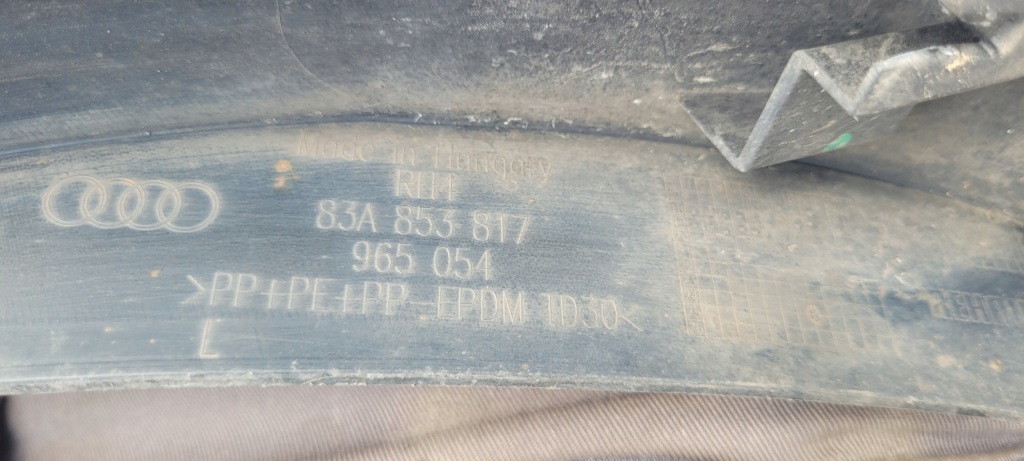 Made in Hungary
RH4
83A 853 817
965 054
>PP+PE+PP-EPDM TD30<
L